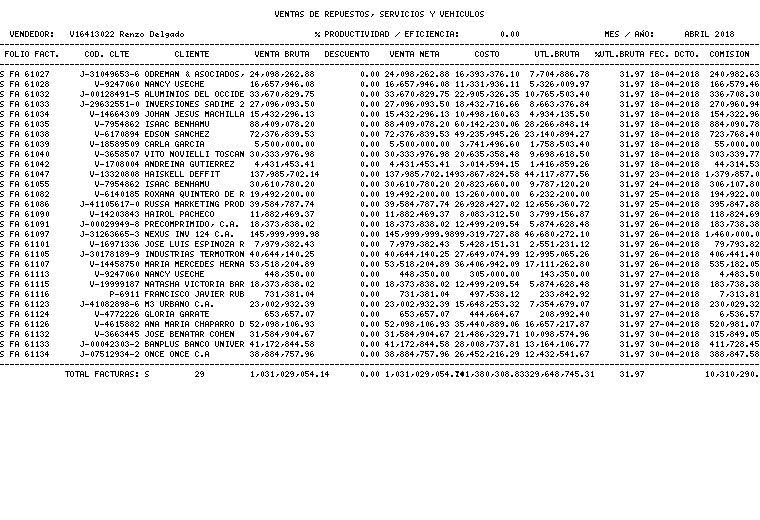 VENTAS DE REPUESTOS, SERVICIOS Y VEHICULOS
VENDEDOR: V16413022 Renzo Delgado % PRODUCTIVIDAD / EFICIENCIA: 0.00 MES / AÑO: ABRIL 2018
FOLIO FACT. COD. CLTE CLIENTE VENTA BRUTA DESCUENTO VENTA NETA COSTO UTL.BRUTA %UTL.BRUTA FEC. DCTO. COMISION
S FA 61027 J-31049653-6 ODREMAN & ASOCIADOS, 24,098,262.88 0.00 24,098,262.88 16,393,376.10 7,704,886.78 31.97 18-04-2018 240,982.63
S FA 61028 V-9247060 NANCY USECHE 16,657,946.08 0.00 16,657,946.08 11,331,936.11 5,326,009.97 31.97 18-04-2018 166,579.46
S FA 61032 J-00128491-5 ALUMINIOS DEL OCCIDE 33,670,829.75 0.00 33,670,829.75 22,905,326.35 10,765,503.40 31.97 18-04-2018 336,708.30
S FA 61033 J-29632551-0 INVERSIONES SADIME 2 27,096,093.50 0.00 27,096,093.50 18,432,716.66 8,663,376.84 31.97 18-04-2018 270,960.94
S FA 61034 V-14664309 JOHAN JESUS MACHILLA 15,432,296.13 0.00 15,432,296.13 10,498,160.63 4,934,135.50 31.97 18-04-2018 154,322.96
S FA 61035 V-7954862 ISAAC BENHAMU 88,409,078.20 0.00 88,409,078.20 60,142,230.06 28,266,848.14 31.97 18-04-2018 884,090.78
S FA 61038 V-6170894 EDSON SANCHEZ 72,376,839.53 0.00 72,376,839.53 49,235,945.26 23,140,894.27 31.97 18-04-2018 723,768.40
S FA 61039 V-18589509 CARLA GARCIA 5,500,000.00 0.00 5,500,000.00 3,741,496.60 1,758,503.40 31.97 18-04-2018 55,000.00
S FA 61040 V-3658507 VITO NOVIELLI TOSCAN 30,333,976.98 0.00 30,333,976.98 20,635,358.48 9,698,618.50 31.97 18-04-2018 303,339.77
S FA 61042 V-1708004 ANDREINA GUTIERREZ 4,431,453.41 0.00 4,431,453.41 3,014,594.15 1,416,859.26 31.97 18-04-2018 44,314.53
S FA 61047 V-13320808 HAISKELL DEFFIT 137,985,702.14 0.00 137,985,702.1493,867,824.58 44,117,877.56 31.97 23-04-2018 1,379,857.0
S FA 61055 V-7954862 ISAAC BENHAMU 30,610,780.20 0.00 30,610,780.20 20,823,660.00 9,787,120.20 31.97 24-04-2018 306,107.80
S FA 61082 V-6140185 ROXANA QUINTERO DE R 19,492,200.00 0.00 19,492,200.00 13,260,000.00 6,232,200.00 31.97 25-04-2018 194,922.00
S FA 61086 J-41105617-0 RUSSA MARKETING PROD 39,584,787.74 0.00 39,584,787.74 26,928,427.02 12,656,360.72 31.97 25-04-2018 395,847.88
S FA 61090 V-14203843 HAIROL PACHECO 11,882,469.37 0.00 11,882,469.37 8,083,312.50 3,799,156.87 31.97 26-04-2018 118,824.69
S FA 61091 J-00029949-8 PRECOMPRIMIDO, C.A. 18,373,838.02 0.00 18,373,838.02 12,499,209.54 5,874,628.48 31.97 26-04-2018 183,738.38
S FA 61097 J-31263665-3 NEXUS INV 124 C.A. 145,999,999.98 0.00 145,999,999.9899,319,727.88 46,680,272.10 31.97 26-04-2018 1,460,000.0
S FA 61101 V-16971336 JOSE LUIS ESPINOZA R 7,979,382.43 0.00 7,979,382.43 5,428,151.31 2,551,231.12 31.97 26-04-2018 79,793.82
S FA 61105 J-30178189-9 INDUSTRIAS TERMOTRON 40,644,140.25 0.00 40,644,140.25 27,649,074.99 12,995,065.26 31.97 26-04-2018 406,441.40
S FA 61107 V-14458750 MARIA MERCEDES HERNA 53,518,204.89 0.00 53,518,204.89 36,406,942.09 17,111,262.80 31.97 26-04-2018 535,182.05
S FA 61113 V-9247060 NANCY USECHE 448,350.00 0.00 448,350.00 305,000.00 143,350.00 31.97 27-04-2018 4,483.50
S FA 61115 V-19999187 NATASHA VICTORIA BAR 18,373,838.02 0.00 18,373,838.02 12,499,209.54 5,874,628.48 31.97 27-04-2018 183,738.38
S FA 61116 P-6911 FRANCISCO JAVIER RUB 731,381.04 0.00 731,381.04 497,538.12 233,842.92 31.97 27-04-2018 7,313.81
S FA 61123 J-41082898-6 M3 URBANO C.A. 23,002,932.39 0.00 23,002,932.39 15,648,253.32 7,354,679.07 31.97 27-04-2018 230,029.32
S FA 61124 V-4772226 GLORIA GARATE 653,657.07 0.00 653,657.07 444,664.67 208,992.40 31.97 27-04-2018 6,536.57
S FA 61126 V-4615882 ANA MARIA CHAPARRO D 52,098,106.93 0.00 52,098,106.93 35,440,889.06 16,657,217.87 31.97 27-04-2018 520,981.07
S FA 61132 V-3663445 JOSE BENATAR COHEN 31,584,904.67 0.00 31,584,904.67 21,486,329.71 10,098,574.96 31.97 30-04-2018 315,849.05
S FA 61133 J-00042303-2 BANPLUS BANCO UNIVER 41,172,844.58 0.00 41,172,844.58 28,008,737.81 13,164,106.77 31.97 30-04-2018 411,728.45
S FA 61134 J-07512934-2 ONCE ONCE C.A 38,884,757.96 0.00 38,884,757.96 26,452,216.29 12,432,541.67 31.97 30-04-2018 388,847.58
TOTAL FACTURAS: S 29 1,031,029,054.14 0.00 1,031,029,054.701,380,308.83329,648,745.31 31.97 10,310,290.